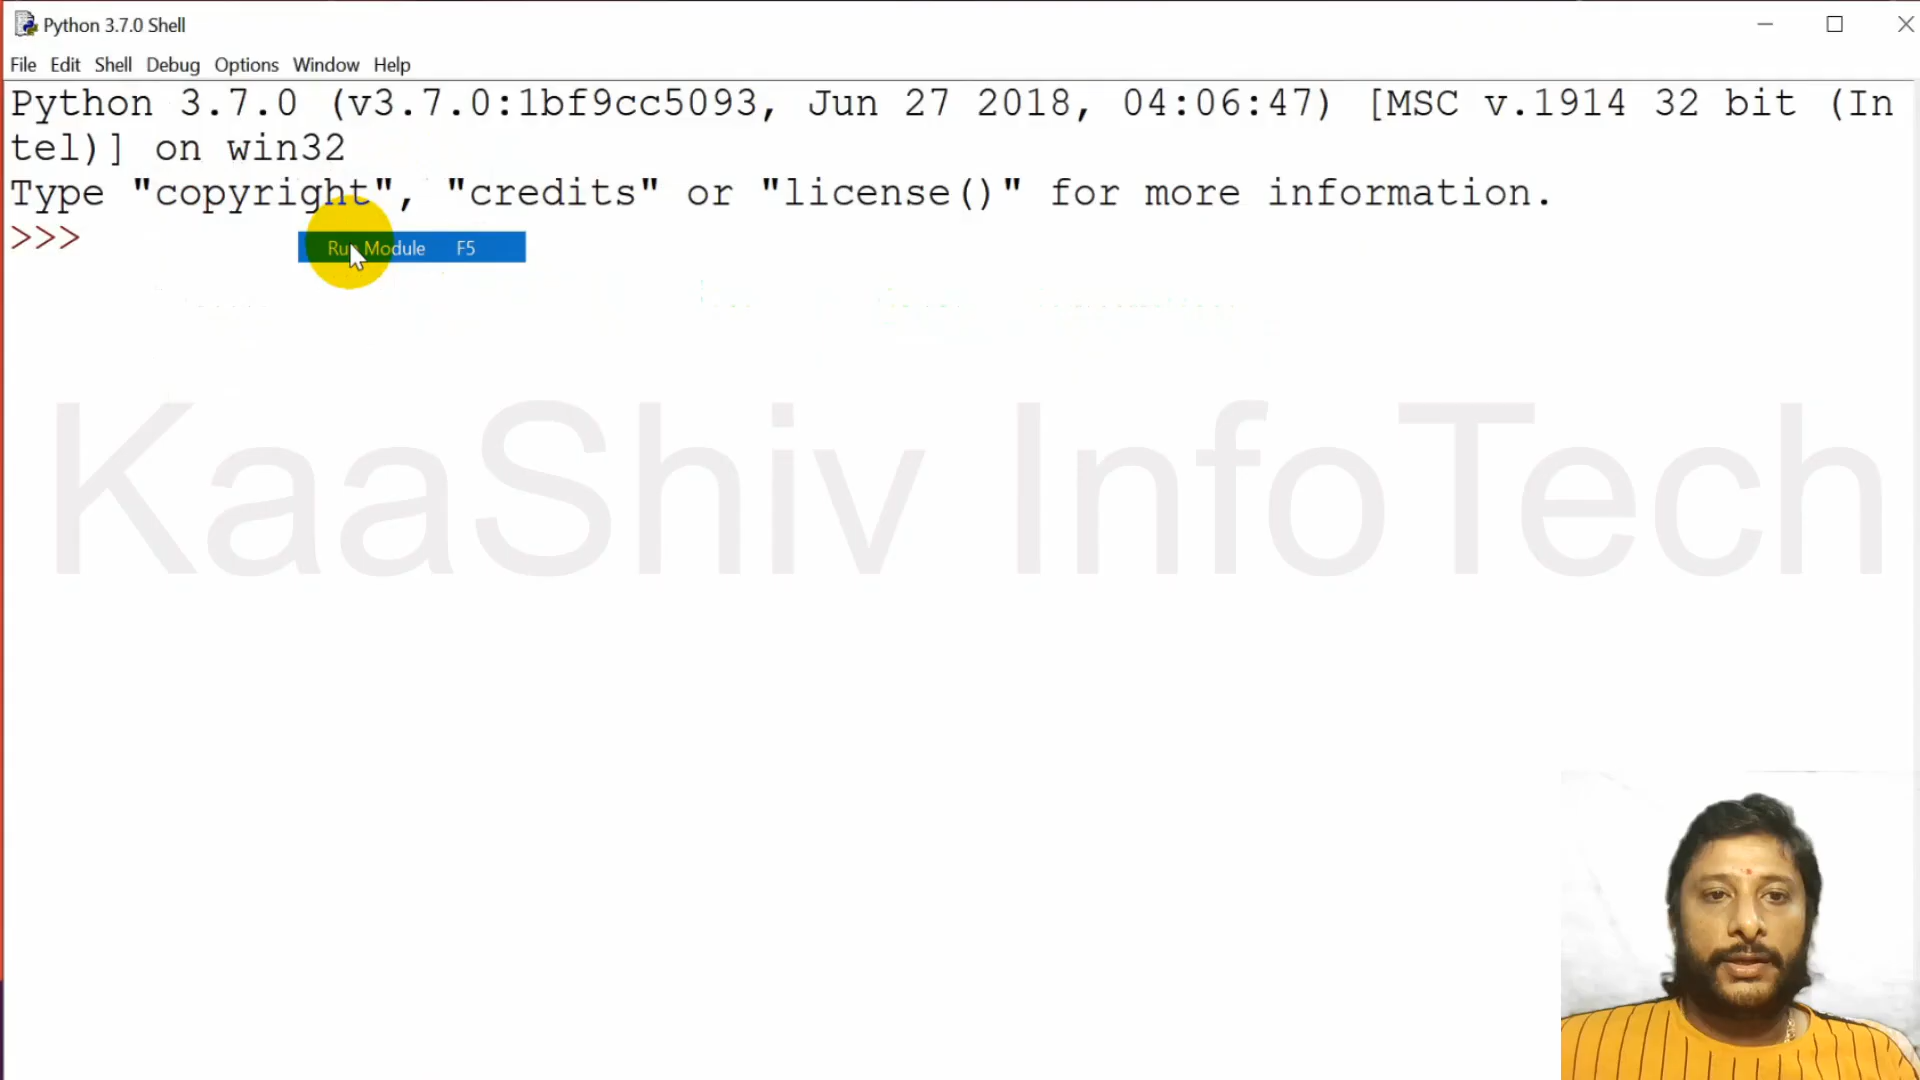 Python 3.7.0 Shell
File Edit Shell Debug Options Window Help
Python 3.7.0 (v3.7.0:1bf9cc5093, Jun 27 2018, 04:06:47) [MSC v.1914 32 bit (In
tel)] on win32
Type "copyright", "credits" or "license()" for more information.
>>>
Run Module F5
KaaShiv InfoTech